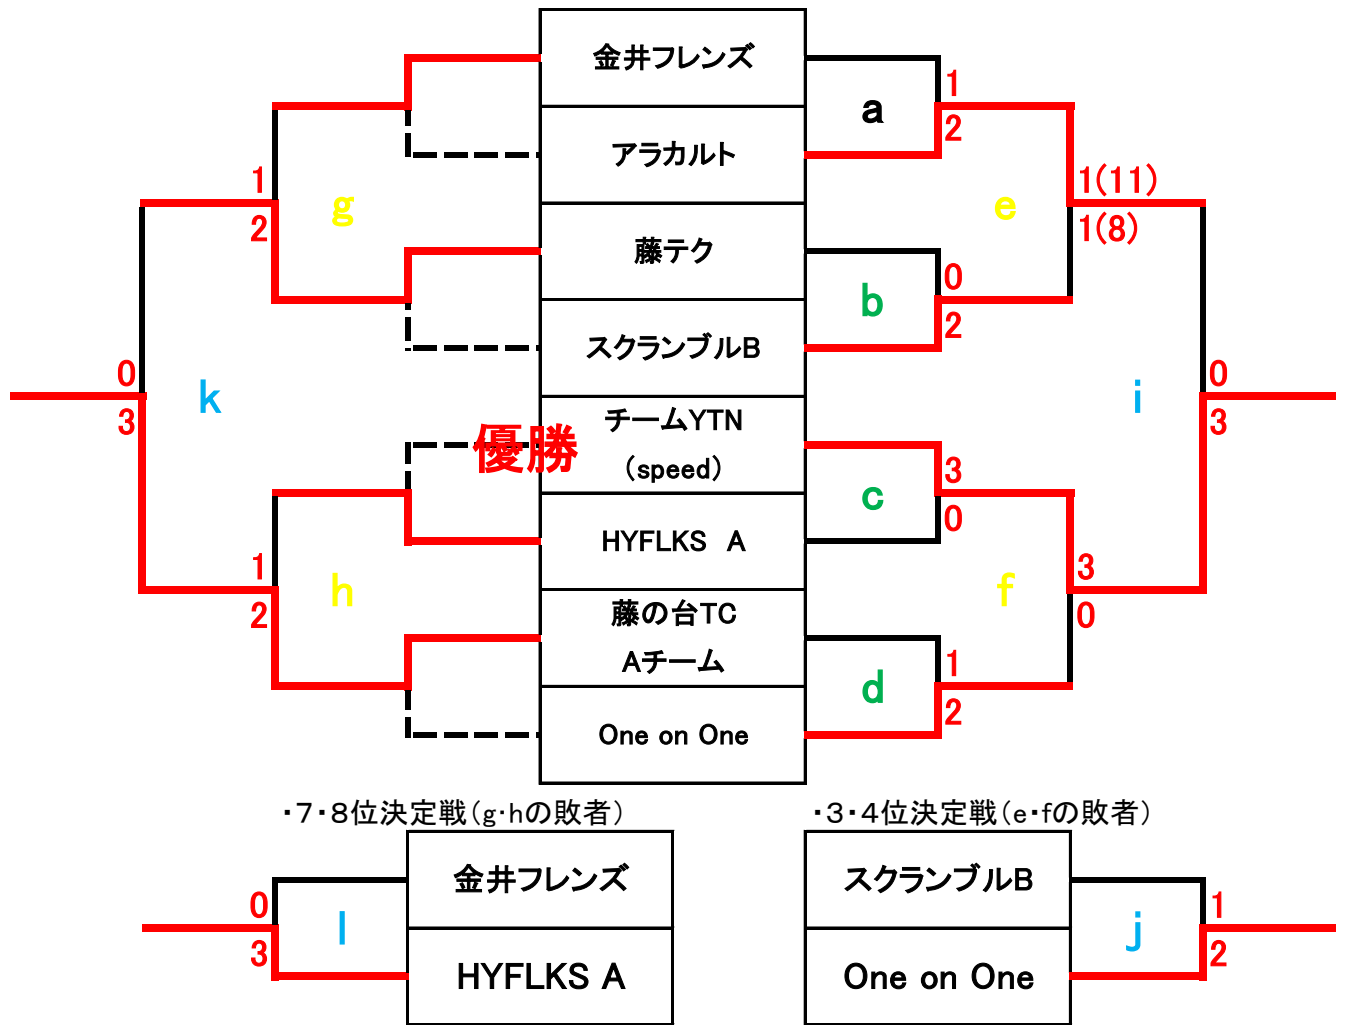 金井フレンズ
1
a
2
アラカルト
1
g
2
e
1(11)
1(8)
藤テク
0
b
2
スクランブルB
0
k
3
i
0
3
チームYTN
(speed)
優勝
3
c
0
HYFLKS A
1
h
2
f
3
0
藤の台TC
Aチーム
1
d
2
One on One
・7・8位決定戦(g・hの敗者)
金井フレンズ
0
l
3
HYFLKS A
・3・4位決定戦(e・fの敗者)
スクランブルB
1
j
2
One on One